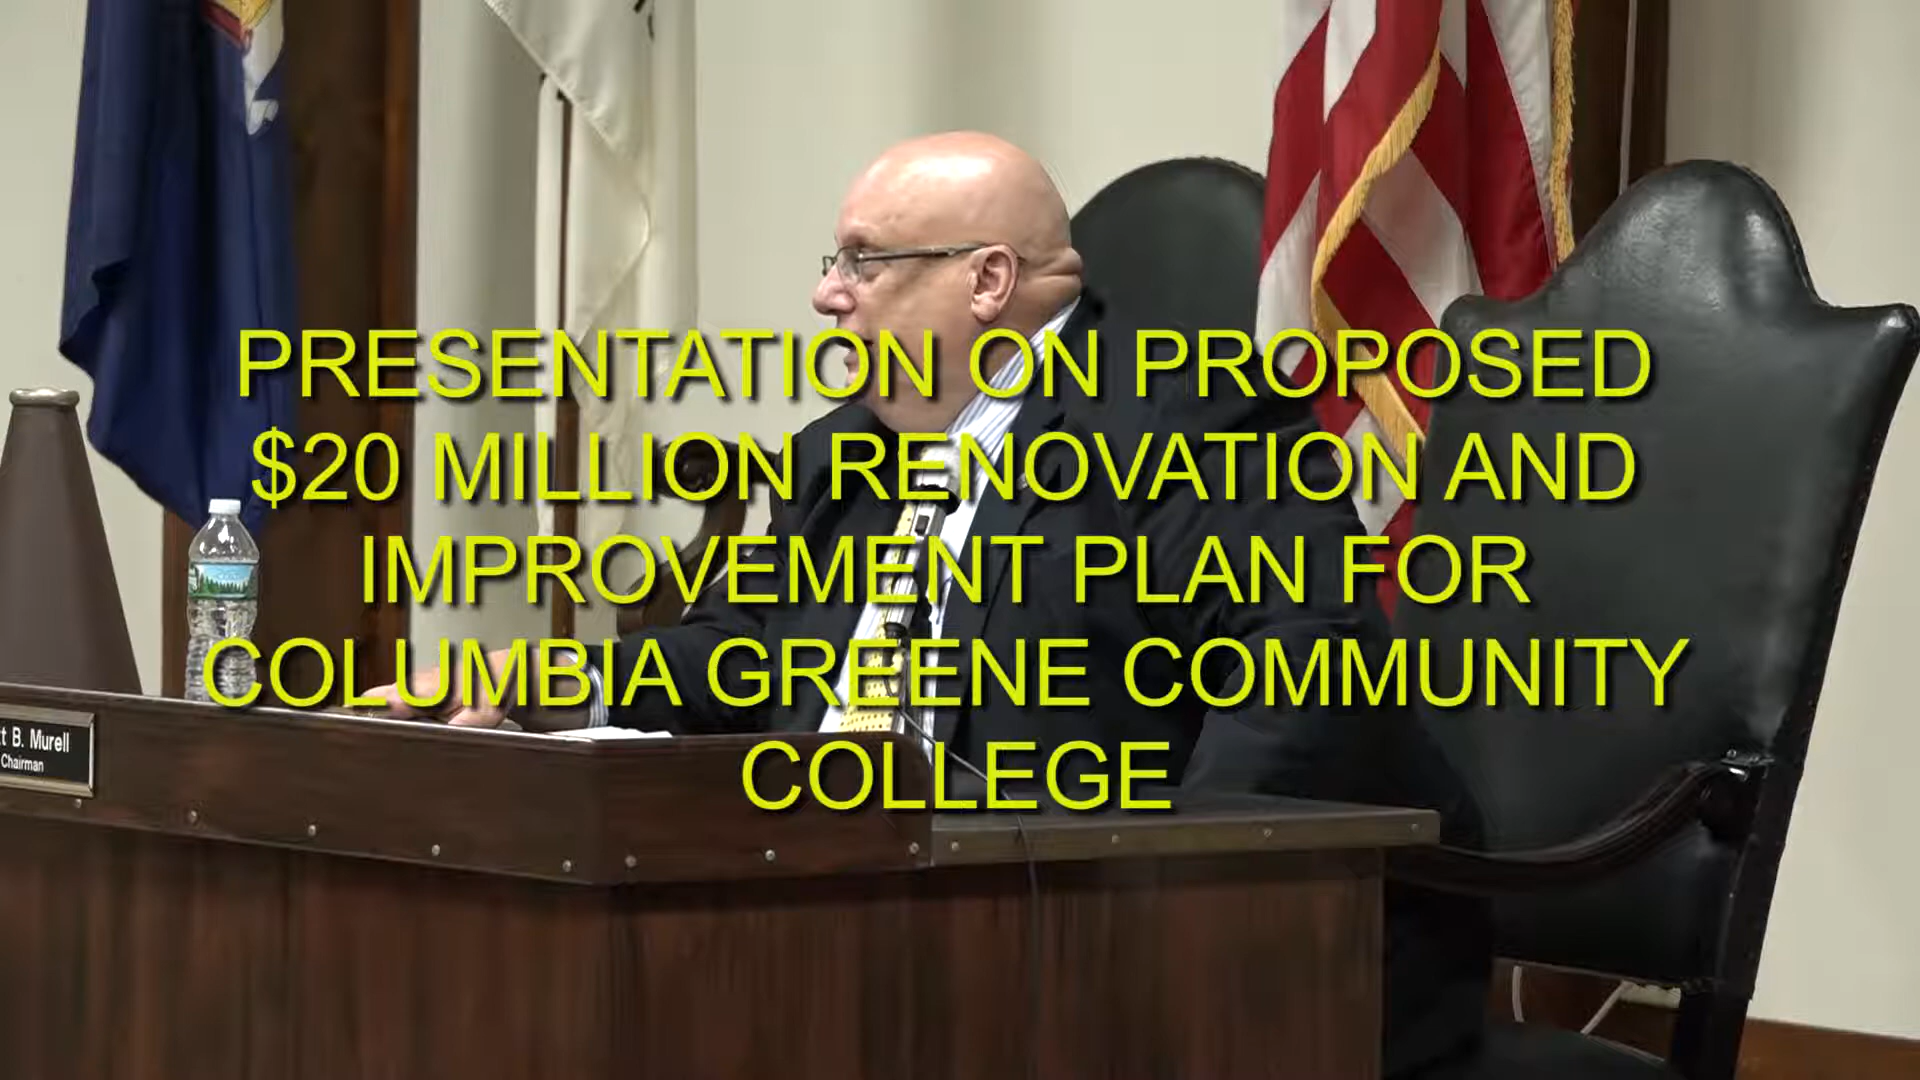 PRESENTATION ON PROPOSED
$20 MILLION RENOVATION AND
IMPROVEMENT PLAN FOR
COLUMBIA GREENE COMMUNITY
COLLEGE
B. Murell
Chairman